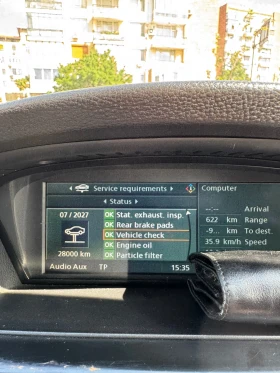 Service requirements
Status
Computer
07 / 2027
28000 km
OK Stat. exhaust. insp.
OK Rear brake pads
OK Vehicle check
OK Engine oil
OK Particle filter
--:-- Arrival
622 km Range
-9... km To dest.
35.9 km/h Speed
Audio Aux TP 15:35